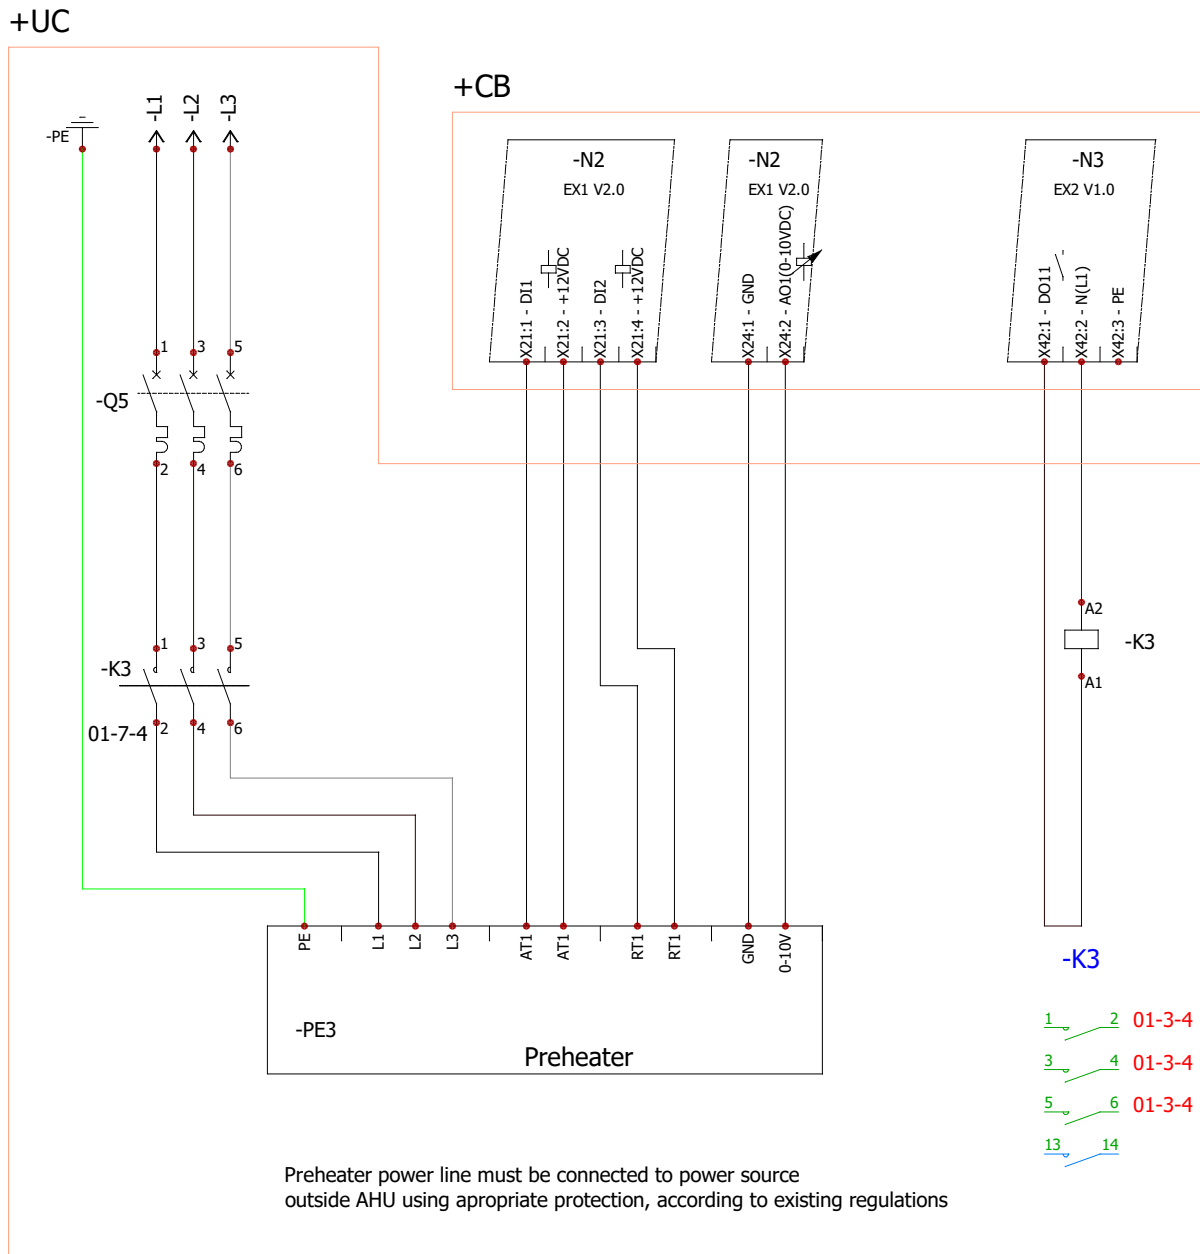 +UC
+CB
-PE
-L1
-L2
-L3
-N2
EX1 V2.0
X21:1 - DI1
X21:2 - +12VDC
X21:3 - DI2
X21:4 - +12VDC
-N2
EX1 V2.0
X24:1 - GND
X24:2 - AO1(0-10VDC)
-N3
EX2 V1.0
X42:1 - DO11
X42:2 - N(L1)
X42:3 - PE
1 3 5
-Q5
2 4 6
1 3 5
-K3
01-7-4
2 4 6
A2
-K3
A1
PE
L1
L2
L3
AT1
AT1
RT1
RT1
GND
0-10V
-PE3
Preheater
-K3
1 2 01-3-4
3 4 01-3-4
5 6 01-3-4
13 14
Preheater power line must be connected to power source
outside AHU using apropriate protection, according to existing regulations